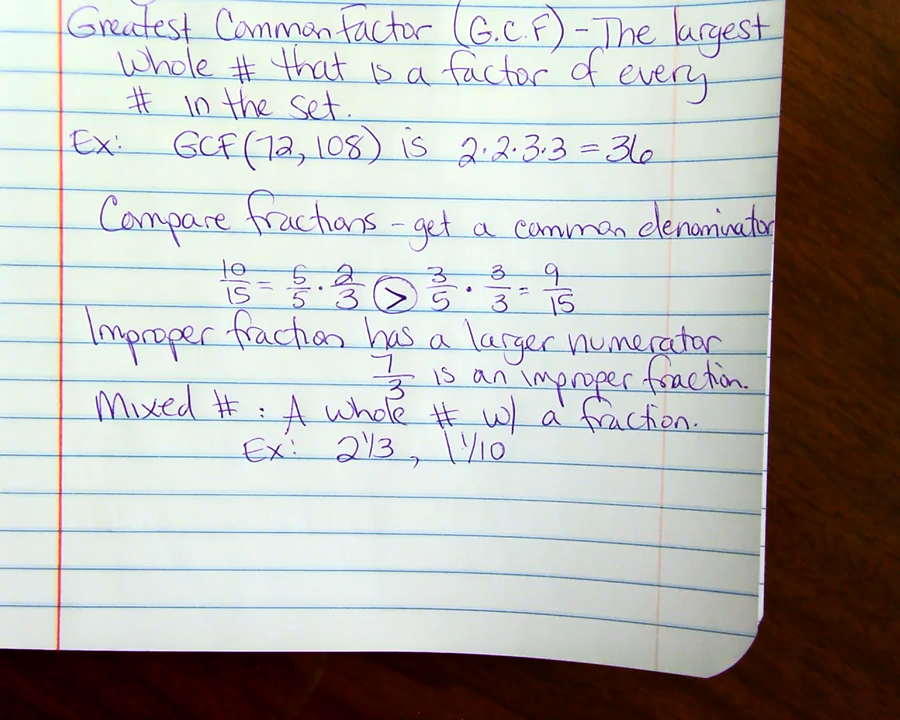 Greatest Common Factor (G.C.F) - The largest
whole # that is a factor of every
# in the set.
Ex: GCF(72, 108) is 2·2·3·3 = 36
Compare fractions - get a common denominator
10/15 = 5/5 · 2/3 > 3/5 · 3/3 = 9/15
Improper fraction has a larger numerator
7/3 is an improper fraction.
Mixed # : A whole # w/ a fraction.
Ex: 2 1/3, 1 1/10